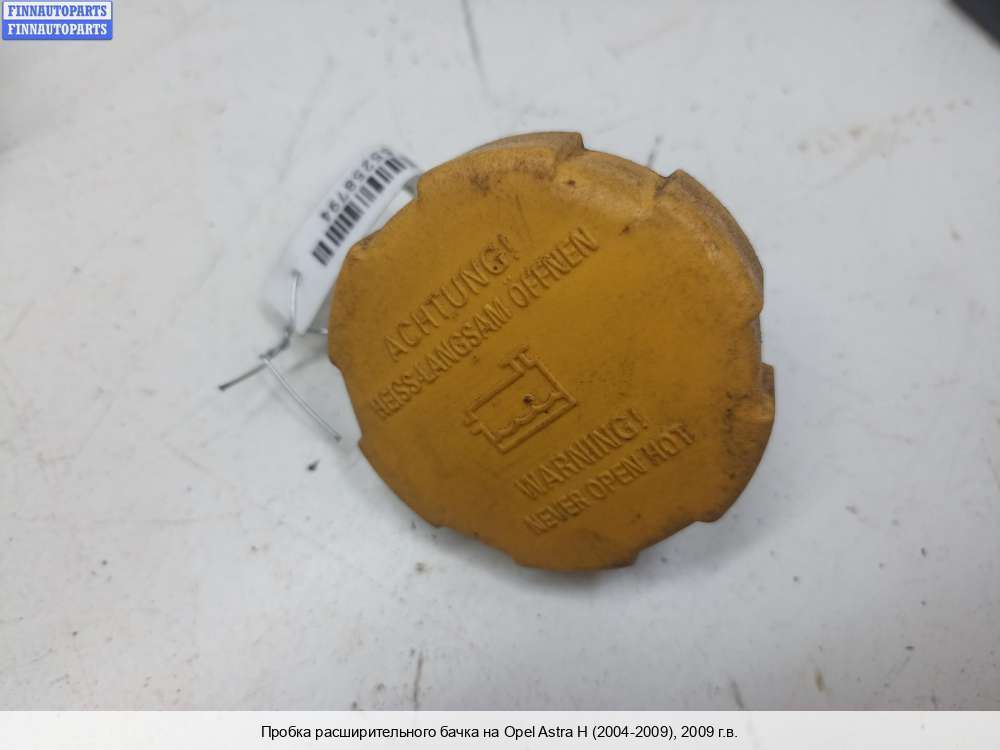 FINNAUTOPARTS
FINNAUTOPARTS
ACHTUNG!
HEISS-LANGSAM ÖFFNEN
WARNING!
NEVER OPEN HOT!
Пробка расширительного бачка на Opel Astra H (2004-2009), 2009 г.в.